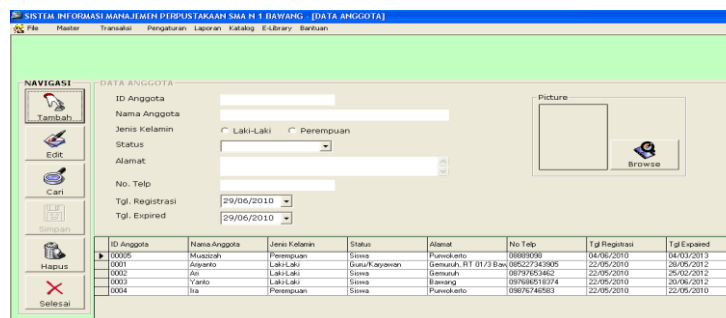 SISTEM INFORMASI MANAJEMEN PERPUSTAKAAN SMA N 1 BAWANG - [DATA ANGGOTA]
File Master Transaksi Pengaturan Laporan Katalog E-Library Bantuan
NAVIGASI
Tambah
Edit
Cari
Simpan
Hapus
Selesai
DATA ANGGOTA
ID Anggota
Nama Anggota
Jenis Kelamin Laki-Laki Perempuan
Status
Alamat
No. Telp
Tgl. Registrasi 29/06/2010
Tgl. Expired 29/06/2010
Picture
Browse
ID Anggota Nama Anggota Jenis Kelamin Status Alamat No Telp Tgl Registrasi Tgl Expaired
00005 Muazizah Perempuan Siswa Purwokerto 08889098 04/06/2010 04/03/2013
0001 Ariyanto Laki-Laki Guru/Karyawan Gemuruh, RT 01/3 Baw 085227343905 22/05/2010 28/05/2012
0002 Ari Laki-Laki Siswa Gemuruh 08797653462 22/05/2010 25/02/2012
0003 Yanto Laki-Laki Siswa Bawang 097686518374 22/05/2010 20/06/2012
0004 Ira Perempuan Siswa Purwokerto 09876746583 22/05/2010 22/05/2010